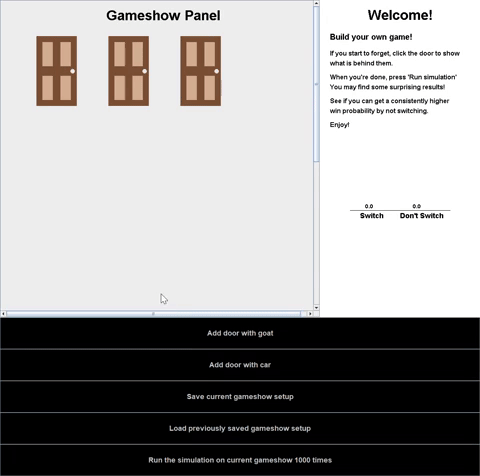 Gameshow Panel
Welcome!
Build your own game!
If you start to forget, click the door to show
what is behind them.
When you're done, press 'Run simulation'
You may find some surprising results!
See if you can get a consistently higher
win probability by not switching.
Enjoy!
0.0 0.0
Switch Don't Switch
Add door with goat
Add door with car
Save current gameshow setup
Load previously saved gameshow setup
Run the simulation on current gameshow 1000 times